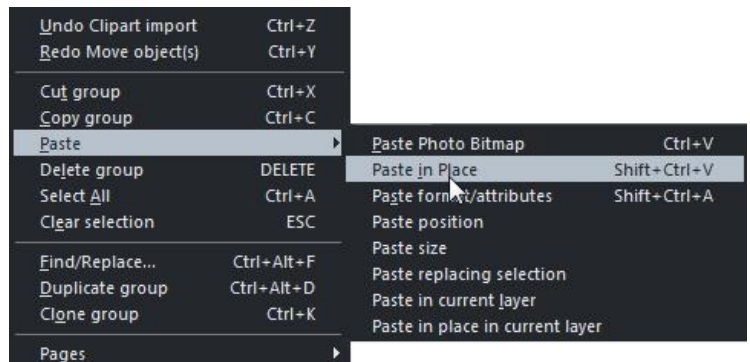 Undo Clipart import Ctrl+Z
Redo Move object(s) Ctrl+Y
Cut group Ctrl+X
Copy group Ctrl+C
Paste
Delete group DELETE
Select All Ctrl+A
Clear selection ESC
Find/Replace... Ctrl+Alt+F
Duplicate group Ctrl+Alt+D
Clone group Ctrl+K
Pages
Paste Photo Bitmap Ctrl+V
Paste in Place Shift+Ctrl+V
Paste format/attributes Shift+Ctrl+A
Paste position
Paste size
Paste replacing selection
Paste in current layer
Paste in place in current layer